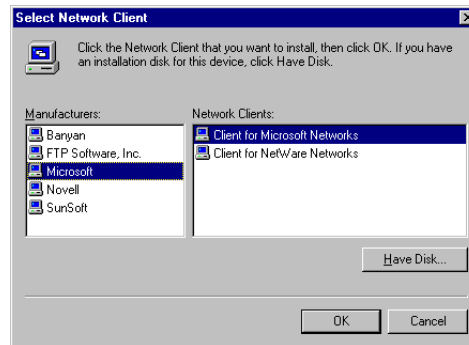 Select Network Client
Click the Network Client that you want to install, then click OK. If you have
an installation disk for this device, click Have Disk.
Manufacturers:
Banyan
FTP Software, Inc.
Microsoft
Novell
SunSoft
Network Clients:
Client for Microsoft Networks
Client for NetWare Networks
Have Disk...
OK
Cancel